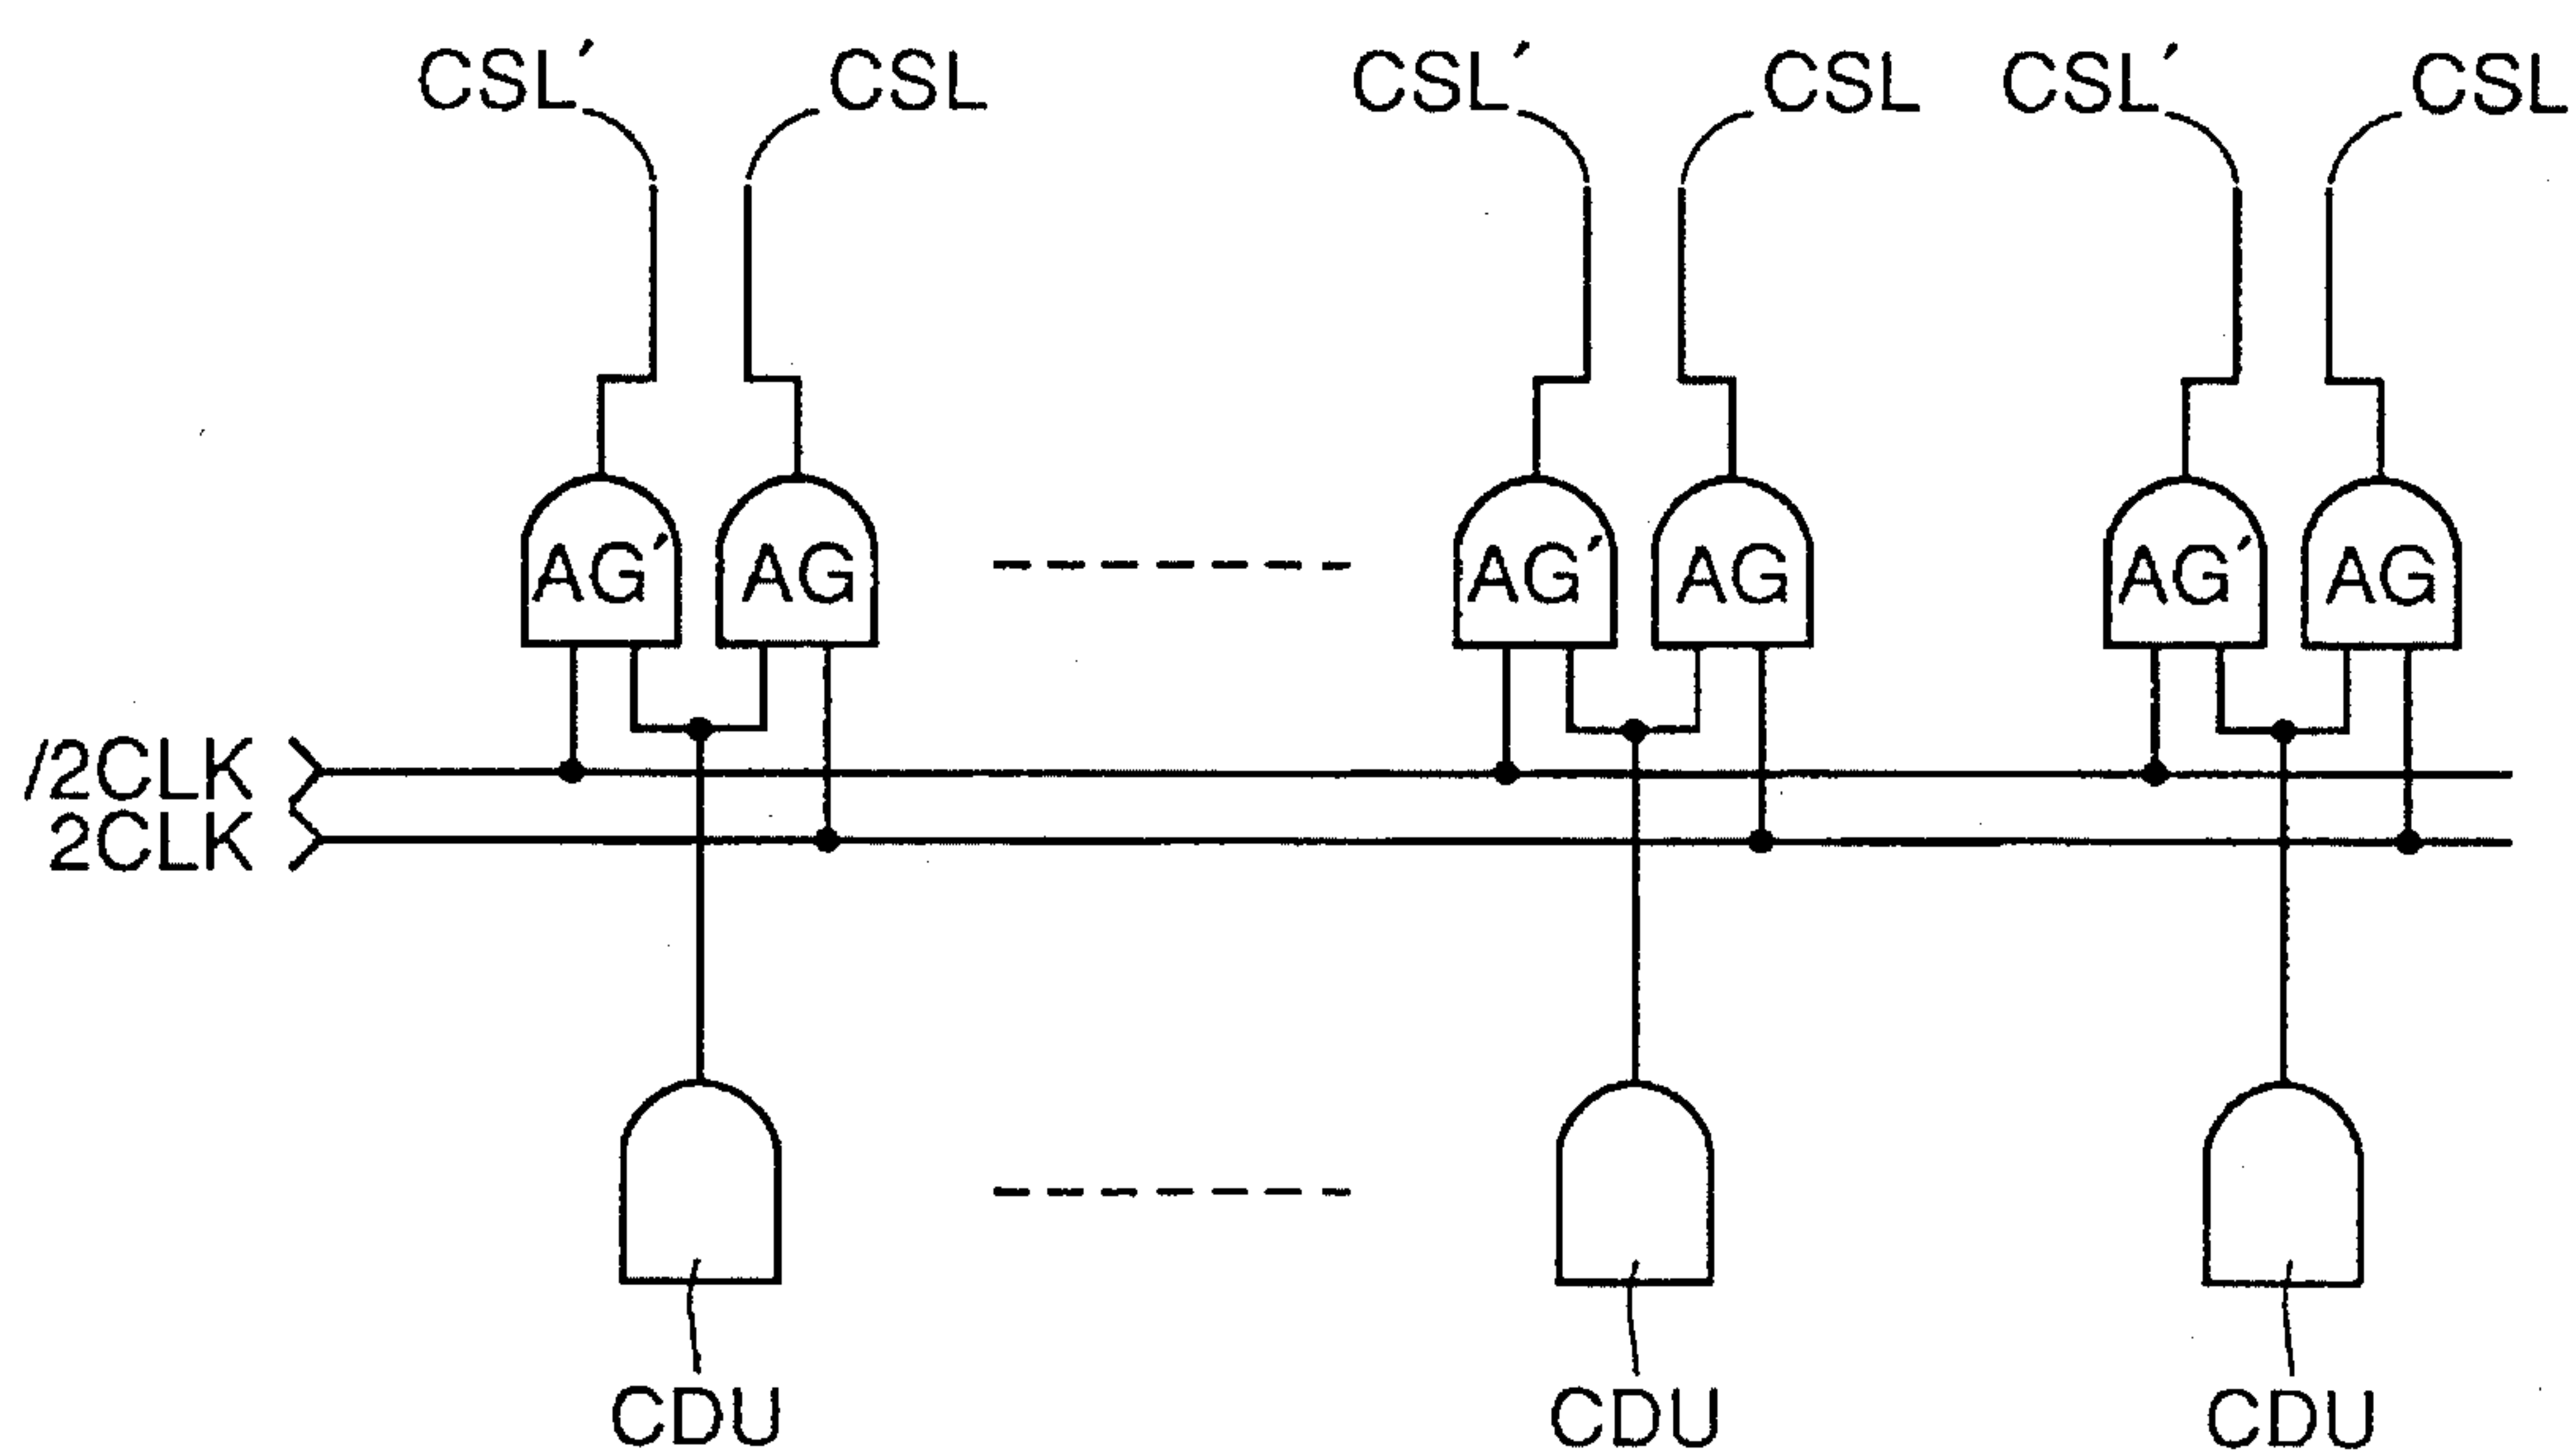 CSL′ CSL CSL′ CSL CSL′ CSL
AG′ AG AG′ AG AG′ AG
/2CLK
2CLK
CDU CDU CDU